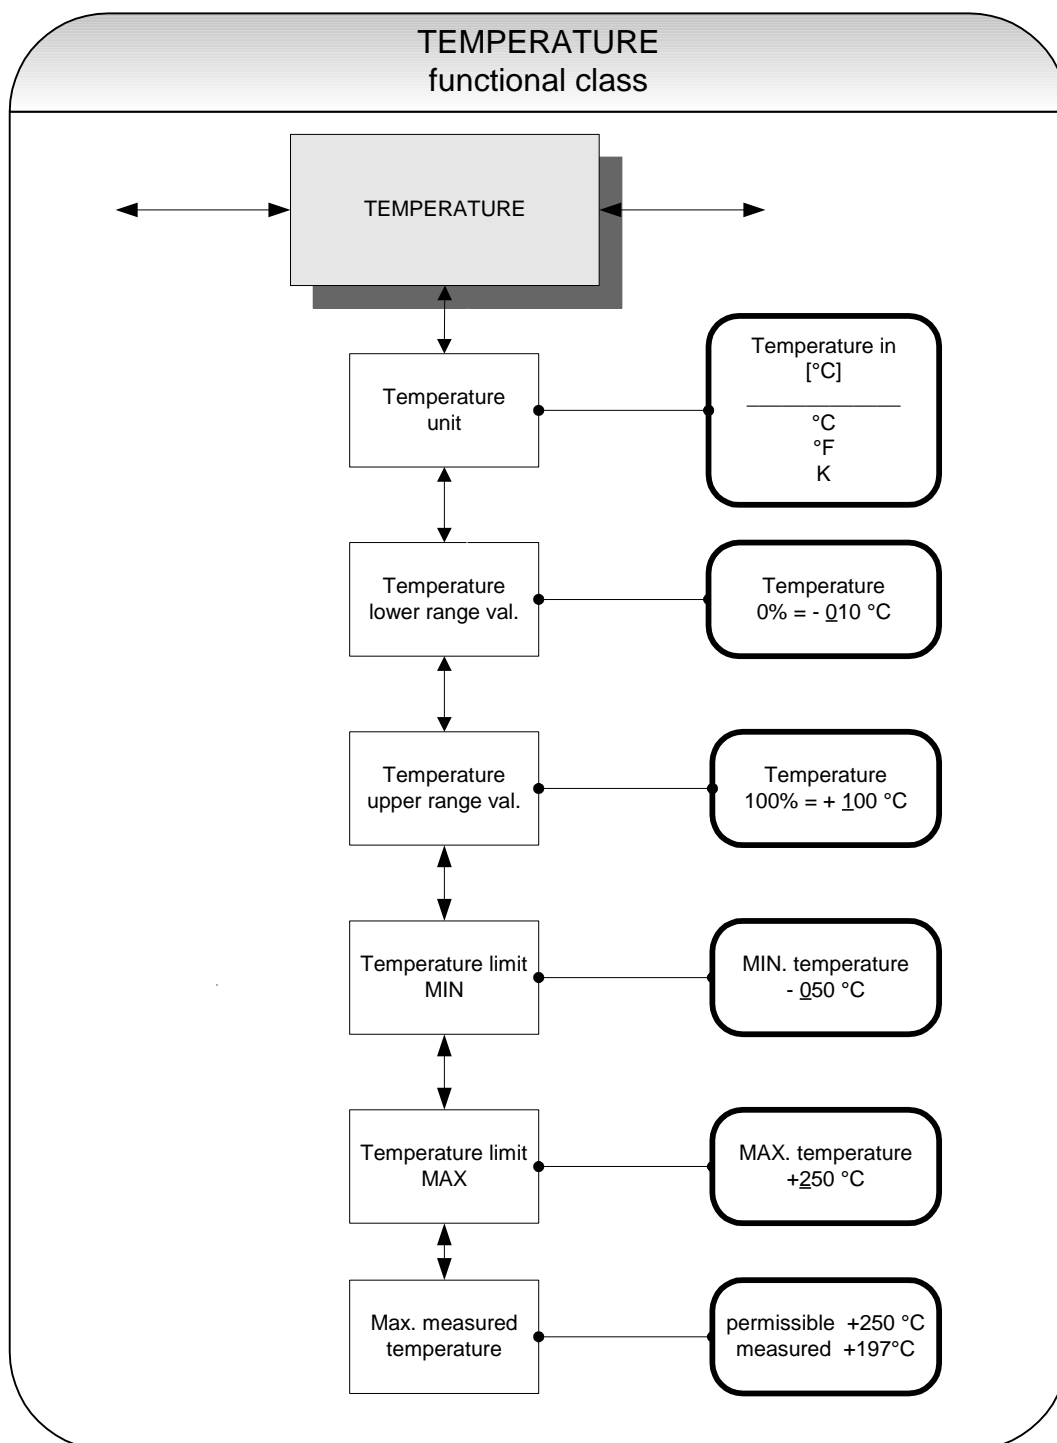 TEMPERATURE
functional class
TEMPERATURE
Temperature
unit
Temperature in
[°C]
_____________
°C
°F
K
Temperature
lower range val.
Temperature
0% = - 010 °C
Temperature
upper range val.
Temperature
100% = + 100 °C
Temperature limit
MIN
MIN. temperature
- 050 °C
Temperature limit
MAX
MAX. temperature
+250 °C
Max. measured
temperature
permissible +250 °C
measured +197°C